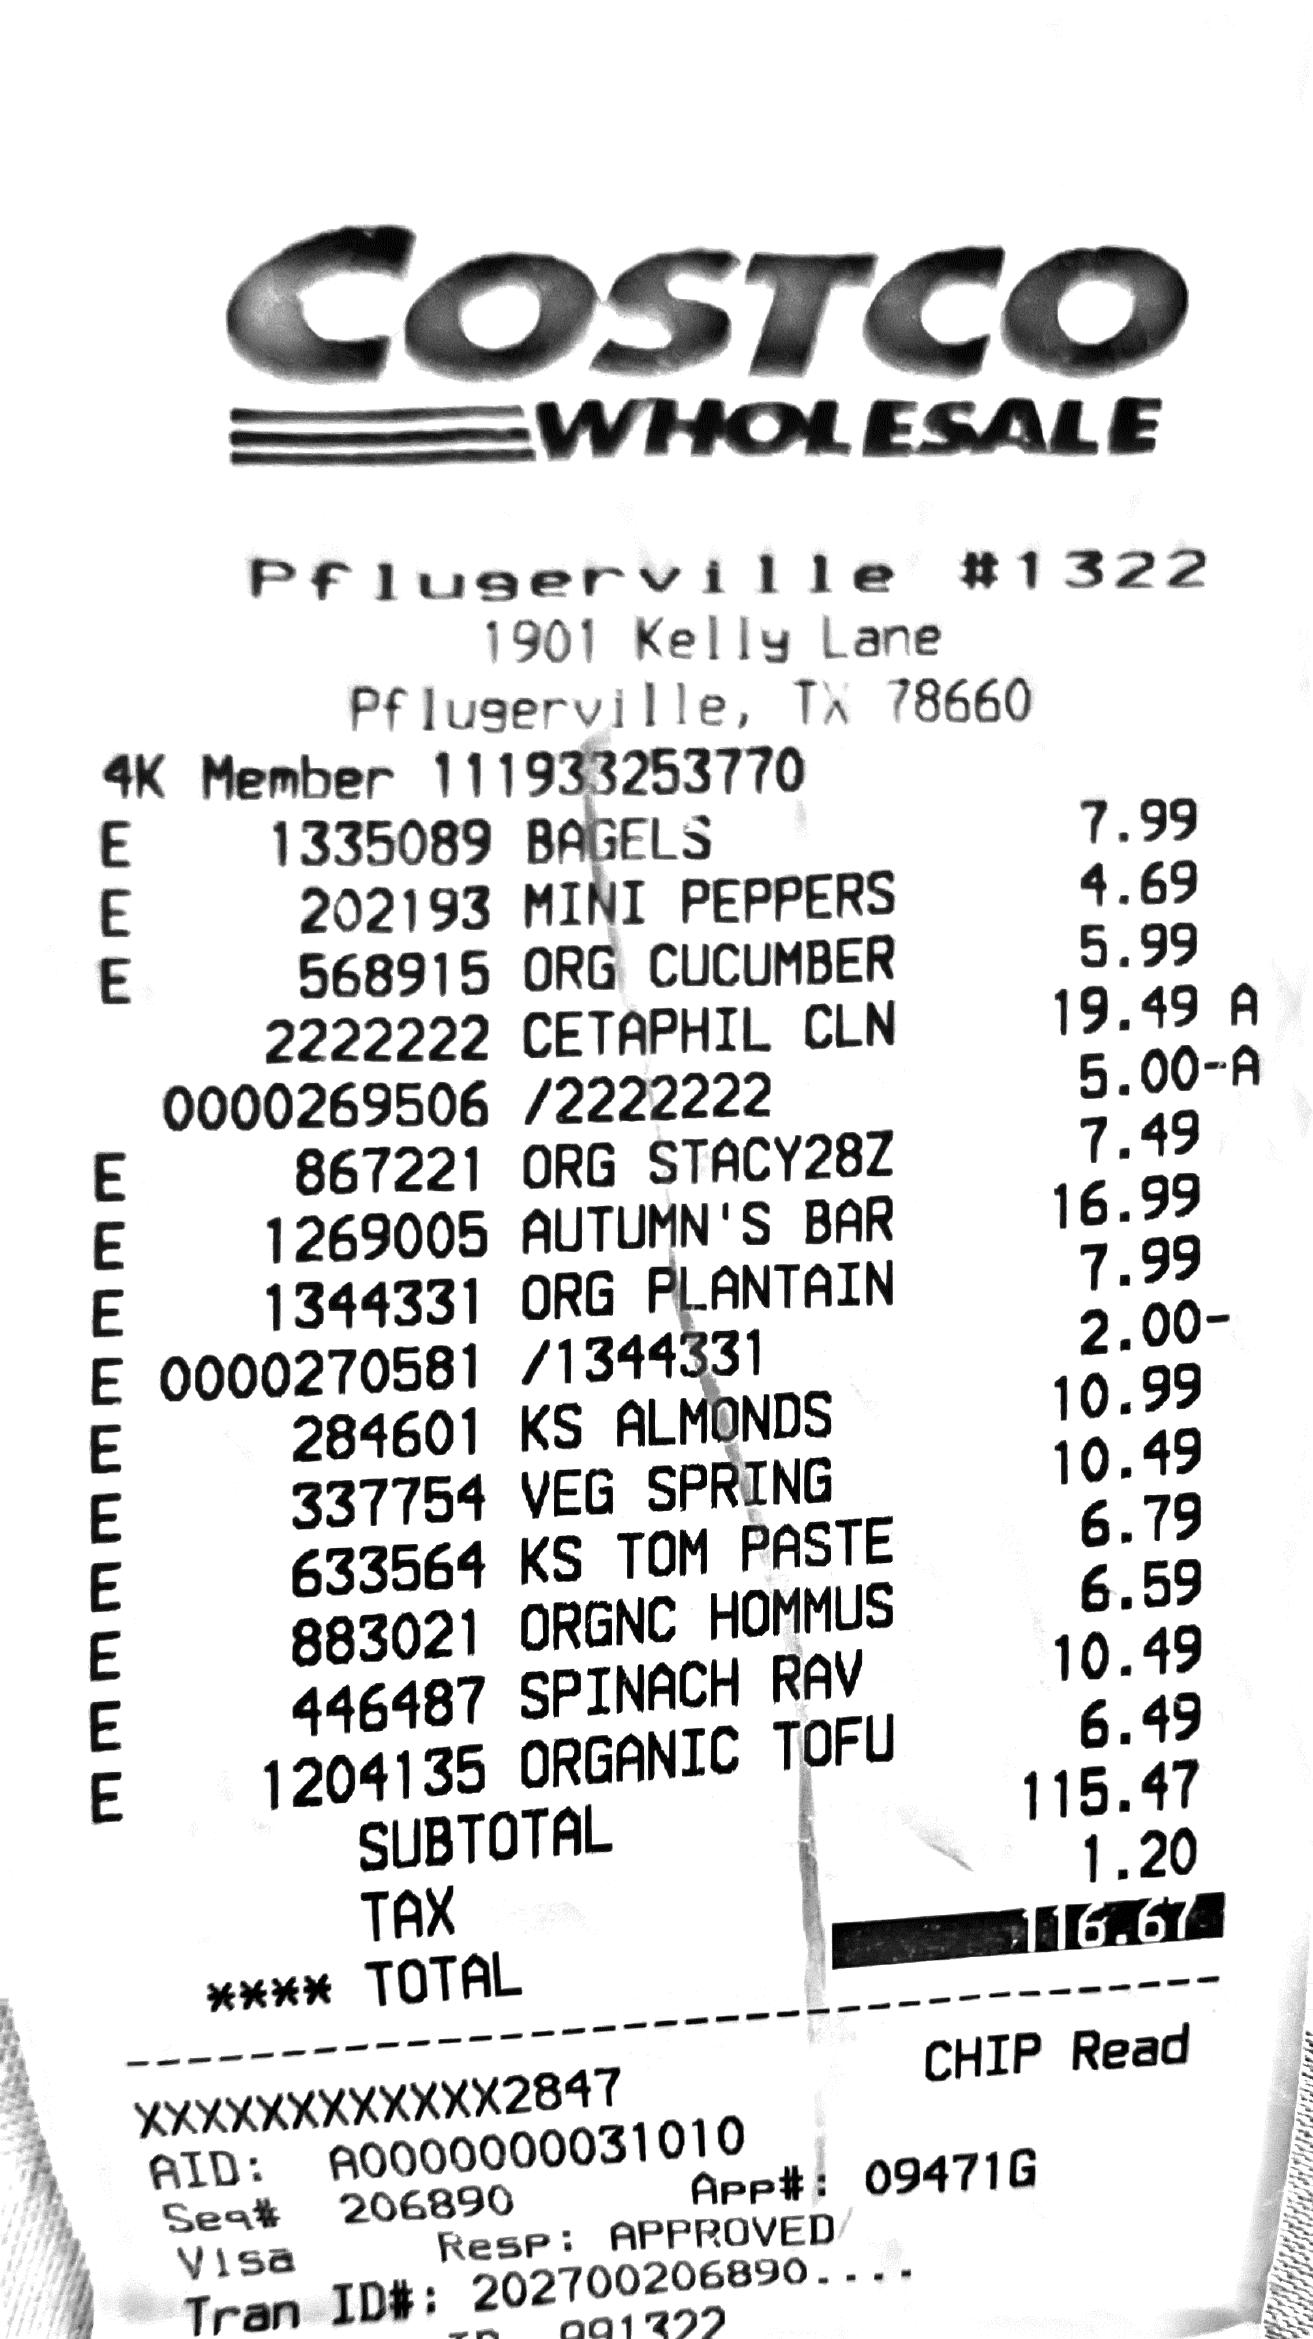 COSTCO
WHOLESALE
Pflugerville #1322
1901 Kelly Lane
Pflugerville, TX 78660
4K Member 111933253770
E 1335089 BAGELS 7.99
E 202193 MINI PEPPERS 4.69
E 568915 ORG CUCUMBER 5.99
2222222 CETAPHIL CLN 19.49 A
0000269506 /2222222 5.00-A
E 867221 ORG STACY28Z 7.49
E 1269005 AUTUMN'S BAR 16.99
E 1344331 ORG PLANTAIN 7.99
E 0000270581 /1344331 2.00-
E 284601 KS ALMONDS 10.99
E 337754 VEG SPRING 10.49
E 633564 KS TOM PASTE 6.79
E 883021 ORGNC HOMMUS 6.59
E 446487 SPINACH RAV 10.49
E 1204135 ORGANIC TOFU 6.49
SUBTOTAL 115.47
TAX 1.20
**** TOTAL 116.67
XXXXXXXXXXXX2847 CHIP Read
AID: A0000000031010
Seq# 206890 App#: 09471G
Visa Resp: APPROVED
Tran ID#: 202700206890....
991322